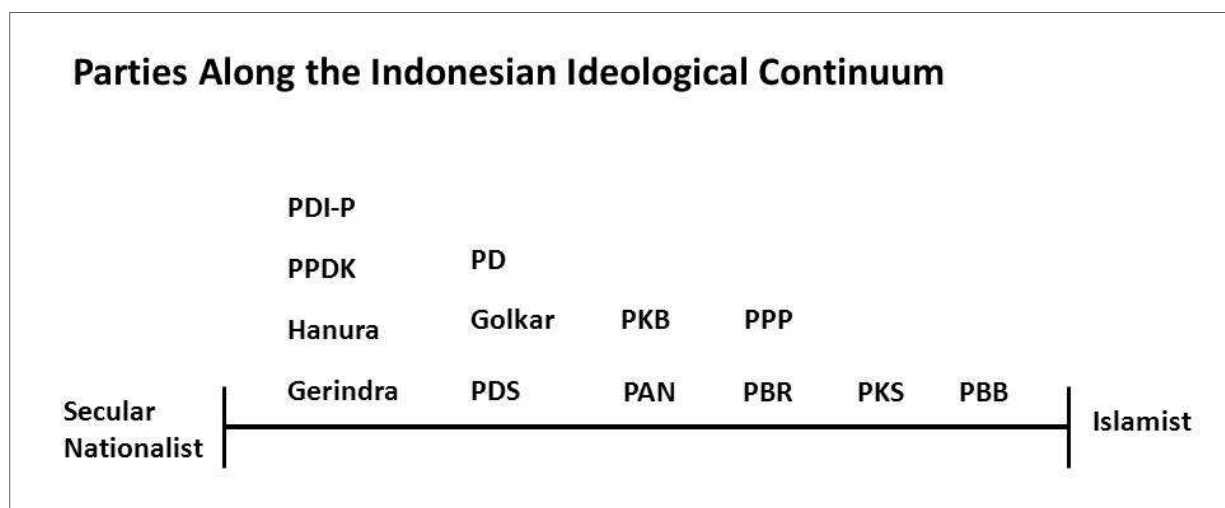 Parties Along the Indonesian Ideological Continuum
PDI-P
PPDK PD
Hanura Golkar PKB PPP
Gerindra PDS PAN PBR PKS PBB
Secular
Nationalist
Islamist